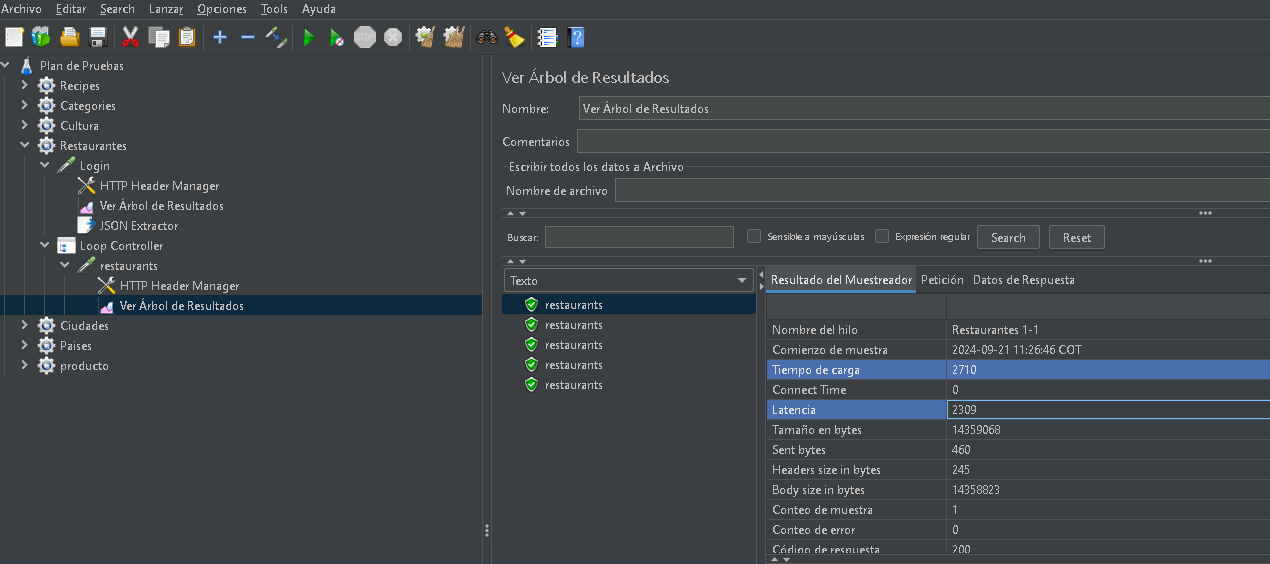 Archivo Editar Search Lanzar Opciones Tools Ayuda
STOP
Plan de Pruebas
Recipes
Categories
Cultura
Restaurantes
Login
HTTP Header Manager
Ver Árbol de Resultados
JSON Extractor
Loop Controller
restaurants
HTTP Header Manager
Ver Árbol de Resultados
Ciudades
Paises
producto
Ver Árbol de Resultados
Nombre: Ver Árbol de Resultados
Comentarios
Escribir todos los datos a Archivo
Nombre de archivo
Buscar: Sensible a mayúsculas Expresión regular Search Reset
Texto
restaurants
restaurants
restaurants
restaurants
restaurants
Resultado del Muestreador Petición Datos de Respuesta
Nombre del hilo Restaurantes 1-1
Comienzo de muestra 2024-09-21 11:26:46 COT
Tiempo de carga 2710
Connect Time 0
Latencia 2309
Tamaño en bytes 14359068
Sent bytes 460
Headers size in bytes 245
Body size in bytes 14358823
Conteo de muestra 1
Conteo de error 0
Código de respuesta 200